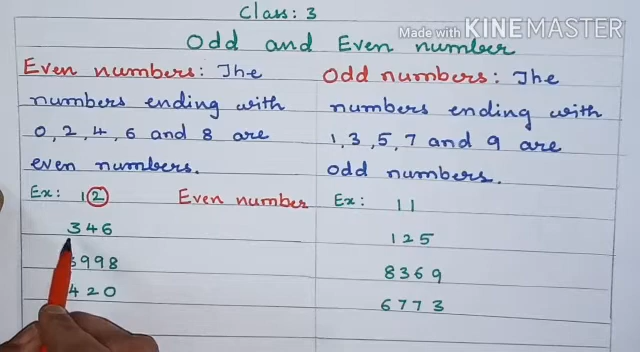 Class: 3
Made with KINEMASTER
Odd and Even number
Even numbers: The
numbers ending with
0, 2, 4, 6 and 8 are
even numbers.
Ex: 12 Even number
346
998
420
Odd numbers: The
numbers ending with
1, 3, 5, 7 and 9 are
odd numbers.
Ex: 11
125
8369
6773